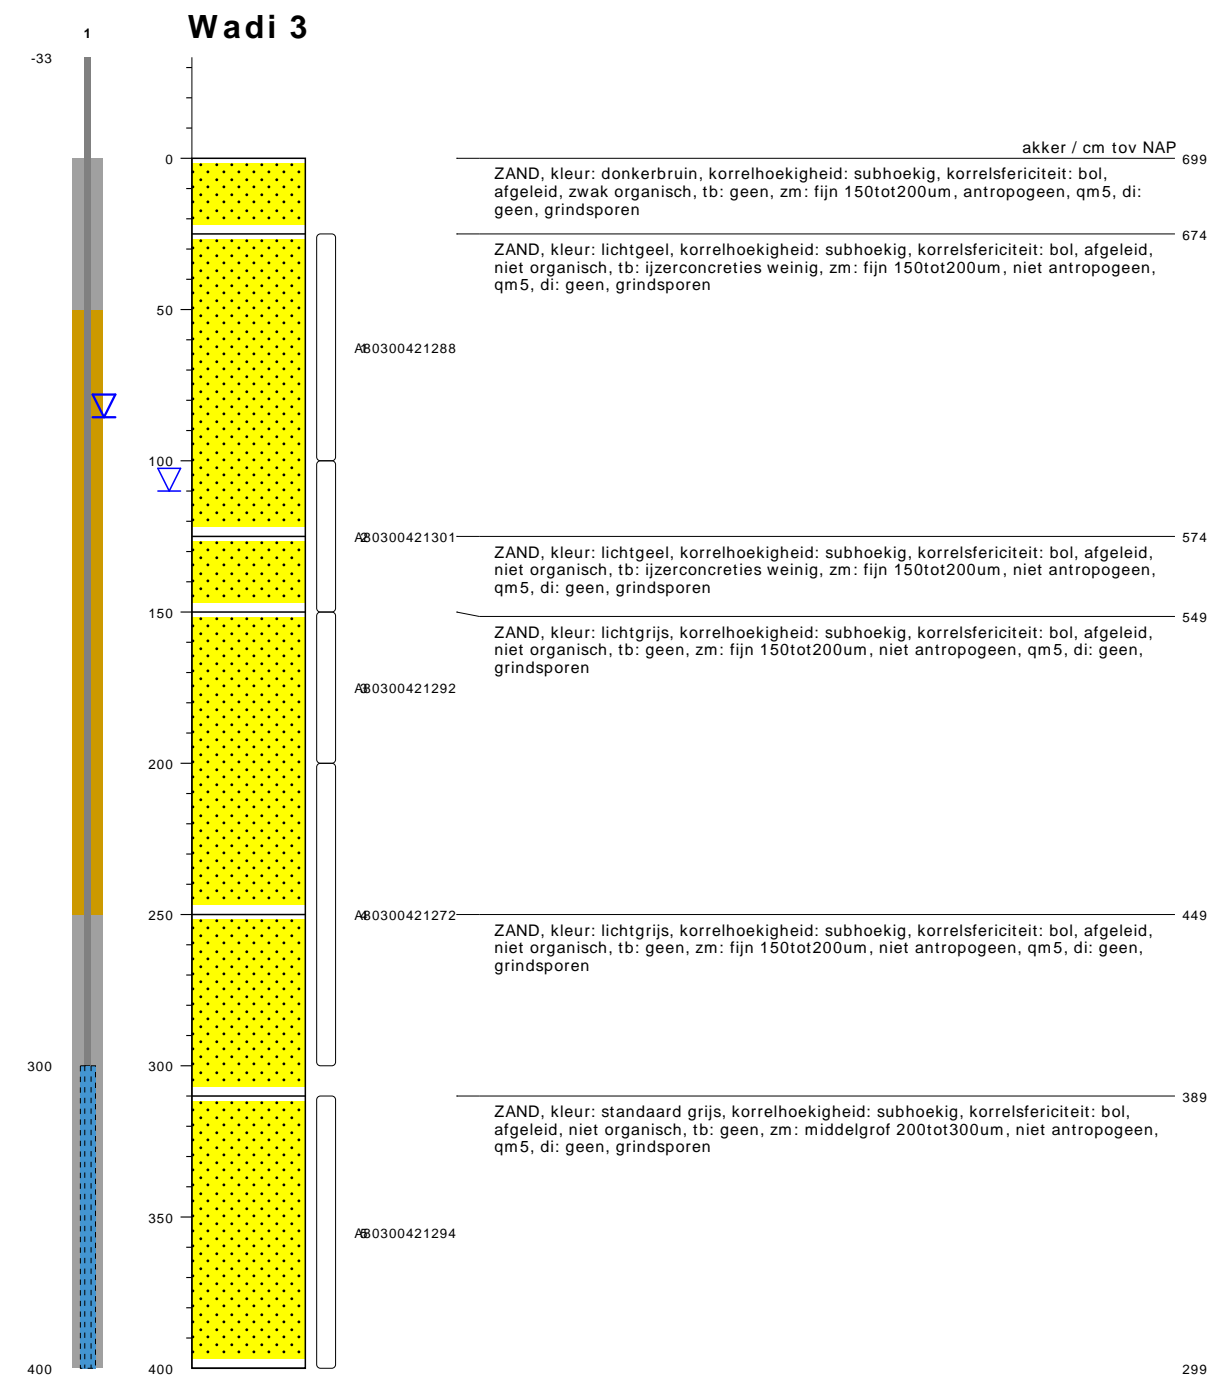 Wadi 3
1
-33
akker / cm tov NAP
0
699
ZAND, kleur: donkerbruin, korrelhoekigheid: subhoekig, korrelsfericiteit: bol,
afgeleid, zwak organisch, tb: geen, zm: fijn 150tot200um, antropogeen, qm5, di:
geen, grindsporen
674
ZAND, kleur: lichtgeel, korrelhoekigheid: subhoekig, korrelsfericiteit: bol, afgeleid,
niet organisch, tb: ijzerconcreties weinig, zm: fijn 150tot200um, niet antropogeen,
qm5, di: geen, grindsporen
50
100
574
ZAND, kleur: lichtgeel, korrelhoekigheid: subhoekig, korrelsfericiteit: bol, afgeleid,
niet organisch, tb: ijzerconcreties weinig, zm: fijn 150tot200um, niet antropogeen,
qm5, di: geen, grindsporen
150
549
ZAND, kleur: lichtgrijs, korrelhoekigheid: subhoekig, korrelsfericiteit: bol, afgeleid,
niet organisch, tb: geen, zm: fijn 150tot200um, niet antropogeen, qm5, di: geen,
grindsporen
200
250
449
ZAND, kleur: lichtgrijs, korrelhoekigheid: subhoekig, korrelsfericiteit: bol, afgeleid,
niet organisch, tb: geen, zm: fijn 150tot200um, niet antropogeen, qm5, di: geen,
grindsporen
300
300
389
ZAND, kleur: standaard grijs, korrelhoekigheid: subhoekig, korrelsfericiteit: bol,
afgeleid, niet organisch, tb: geen, zm: middelgrof 200tot300um, niet antropogeen,
qm5, di: geen, grindsporen
350
400
400
299